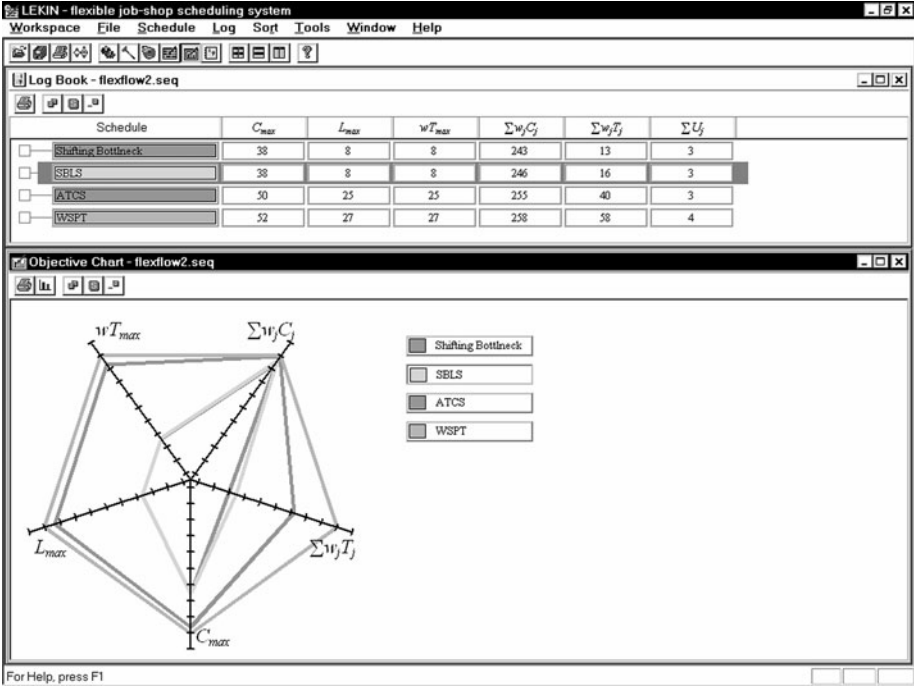 LEKIN - flexible job-shop scheduling system
Workspace File Schedule Log Sort Tools Window Help
Log Book - flexflow2.seq
Schedule C_max L_max wT_max ∑w_jC_j ∑w_jT_j ∑U_j
Shifting Bottlneck 38 8 8 243 13 3
SBLS 38 8 8 246 16 3
ATCS 50 25 25 255 40 3
WSPT 52 27 27 258 58 4
Objective Chart - flexflow2.seq
wT_max ∑w_jC_j
Shifting Bottlneck
SBLS
ATCS
WSPT
L_max ∑w_jT_j
C_max
For Help, press F1